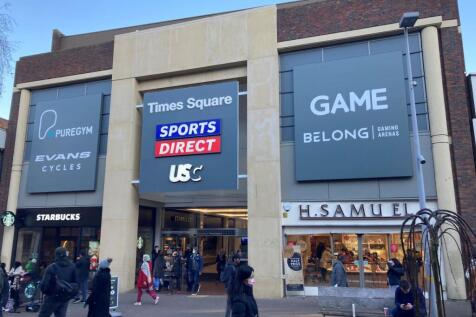 PUREGYM
EVANS
CYCLES
STARBUCKS
Times Square
SPORTS
DIRECT
USC
GAME
BELONG GAMING
ARENAS
H.SAMUEL